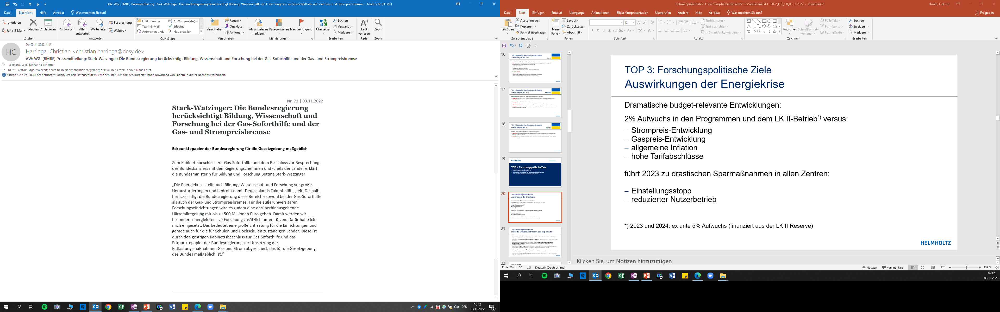 AW: WG: [BMBF] Pressemitteilung: Stark-Watzinger: Die Bundesregierung berücksichtigt Bildung, Wissenschaft und Forschung bei der Gas-Soforthilfe und der Gas- und Strompreisbremse - Nachricht (HTML)
Datei Nachricht Hilfe Acrobat Was möchten Sie tun?
Ignorieren
Junk-E-Mail
Löschen Archivieren
Antworten Allen antworten Weiterleiten
Besprechung
Weitere
ESRF Ukraine
Team-E-Mail
Antworten und...
An Vorgesetzte(n)
Erledigt
Neu erstellen
Verschieben
Regeln
OneNote
Aktionen
Als ungelesen markieren Kategorisieren Nachverfolgung
Übersetzen
Suchen
Verwandt
Markieren
Laut vorlesen
Zoom
Löschen Antworten QuickSteps Verschieben Markierungen Bearbeiten Rede Zoom
Do 03.11.2022 11:54
HC
Harringa, Christian <christian.harringa@desy.de>
AW: WG: [BMBF] Pressemitteilung: Stark-Watzinger: Die Bundesregierung berücksichtigt Bildung, Wissenschaft und Forschung bei der Gas-Soforthilfe und der Gas- und Strompreisbremse
An Leemans, Wim; Katharina Scheffler
Cc DESY Director; Edgar Weckert; beate heinemann; christian stegmann; arik willner; Frank Lehner; Klaus Ehret
Klicken Sie hier, um Bilder herunterzuladen. Um den Datenschutz zu erhöhen, hat Outlook den automatischen Download von Bildern in dieser Nachricht verhindert.
Nr. 71 | 03.11.2022
Stark-Watzinger: Die Bundesregierung
berücksichtigt Bildung, Wissenschaft und
Forschung bei der Gas-Soforthilfe und der
Gas- und Strompreisbremse
Eckpunktepapier der Bundesregierung für die Gesetzgebung maßgeblich
Zum Kabinettsbeschluss zur Gas-Soforthilfe und dem Beschluss zur Besprechung
des Bundeskanzlers mit den Regierungschefinnen und -chefs der Länder erklärt
die Bundesministerin für Bildung und Forschung Bettina Stark-Watzinger:
„Die Energiekrise stellt auch Bildung, Wissenschaft und Forschung vor große
Herausforderungen und bedroht damit Deutschlands Zukunftsfähigkeit. Deshalb
berücksichtigt die Bundesregierung diese Bereiche sowohl bei der Gas-Soforthilfe
als auch der Gas- und Strompreisbremse. Für die außeruniversitären
Forschungseinrichtungen wird es zudem eine darüberhinausgehende
Härtefallregelung mit bis zu 500 Millionen Euro geben. Damit werden wir
besonders energieintensive Forschung zusätzlich unterstützen. Dafür habe ich
mich eingesetzt. Das bedeutet eine große Entlastung für die Einrichtungen und
gerade auch für die für Schulen und Hochschulen zuständigen Länder. Diese ist
durch den gestrigen Kabinettsbeschluss zur Gas-Soforthilfe und das
Eckpunktepapier der Bundesregierung zur Umsetzung der
Entlastungsmaßnahmen Gas und Strom abgesichert, das für die Gesetzgebung
des Bundes maßgeblich ist.“
DEU
16:42
03.11.2022
Rahmenpräsentation Forschungsbereichsplattform Materie am 04.11.2022_HD_HB_03.11.2022 - PowerPoint
Dosch, Helmut
Datei Start Einfügen Entwurf Übergänge Animationen Bildschirmpräsentation Überprüfen Ansicht Hilfe Acrobat Was möchten Sie tun? Freigeben
Einfügen
Ausschneiden
Kopieren
Format übertragen
Neue Folie
Layout
Zurücksetzen
Abschnitt
12
F K U S abc AV Aa
Textrichtung
Text ausrichten
In SmartArt konvertieren
Anordnen
Schnellformat-vorlagen
Fülleffekt
Formkontur
Formeffekte
Suchen
Ersetzen
Markieren
Zwischenablage Folien Schriftart Absatz Zeichnen Bearbeiten
16
TOP 2: Russischer Angriffskrieg auf die Ukraine
Auswirkungen auf GSI
17
TOP 2: Russischer Angriffskrieg auf die Ukraine
Auswirkungen auf FZJ
18
TOP 2: Russischer Angriffskrieg auf die Ukraine
Auswirkungen auf KIT
19
HELMHOLTZ
TOP 3: Forschungspolitische Ziele
Auswirkungen der Energiekrise
Status der Umsetzung der sieben Ziele bzgl. Transfer
20
TOP 3: Forschungspolitische Ziele
Auswirkungen der Energiekrise
21
TOP 3: Forschungspolitische Ziele
Status der Umsetzung der sieben Ziele bzgl. Transfer
22
TOP 3: Forschungspolitische Ziele
Auswirkungen der Energiekrise
Dramatische budget-relevante Entwicklungen:
2% Aufwuchs in den Programmen und dem LK II-Betrieb*) versus:
– Strompreis-Entwicklung
– Gaspreis-Entwicklung
– allgemeine Inflation
– hohe Tarifabschlüsse
führt 2023 zu drastischen Sparmaßnahmen in allen Zentren:
– Einstellungsstopp
– reduzierter Nutzerbetrieb
*) 2023 und 2024: ex ante 5% Aufwuchs (finanziert aus der LK II Reserve)
HELMHOLTZ
Klicken Sie, um Notizen hinzuzufügen
Folie 20 von 56 Deutsch (Deutschland) Notizen Kommentare 139 %
16:42
03.11.2022